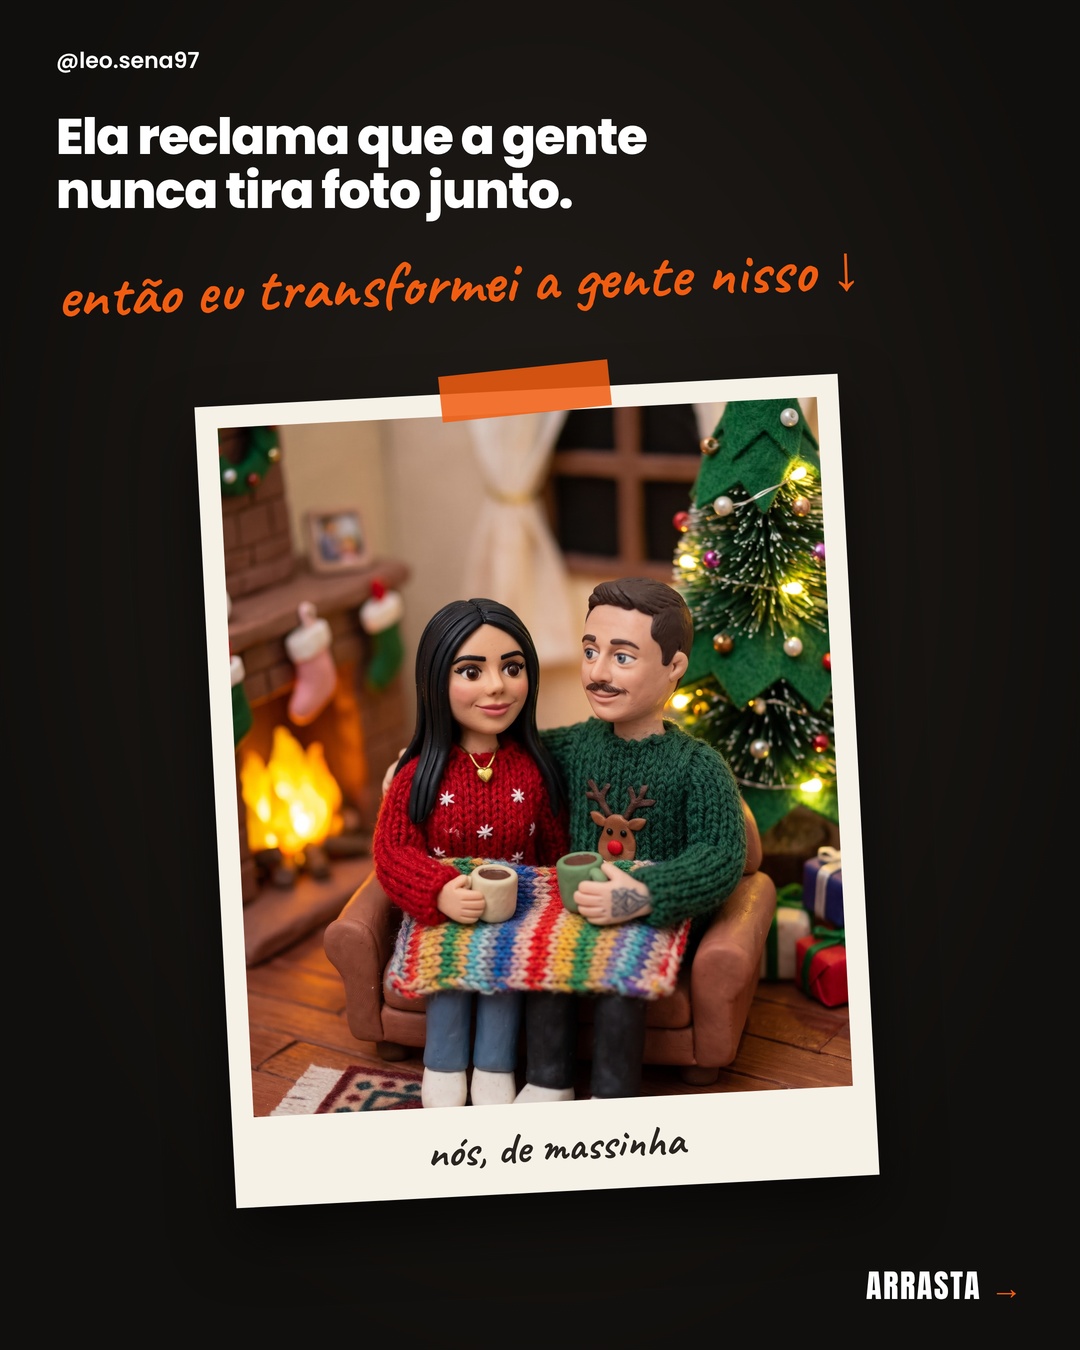 @leo.sena97
Ela reclama que a gente
nunca tira foto junto.
então eu transformei a gente nisso ↓
nós, de massinha
ARRASTA →